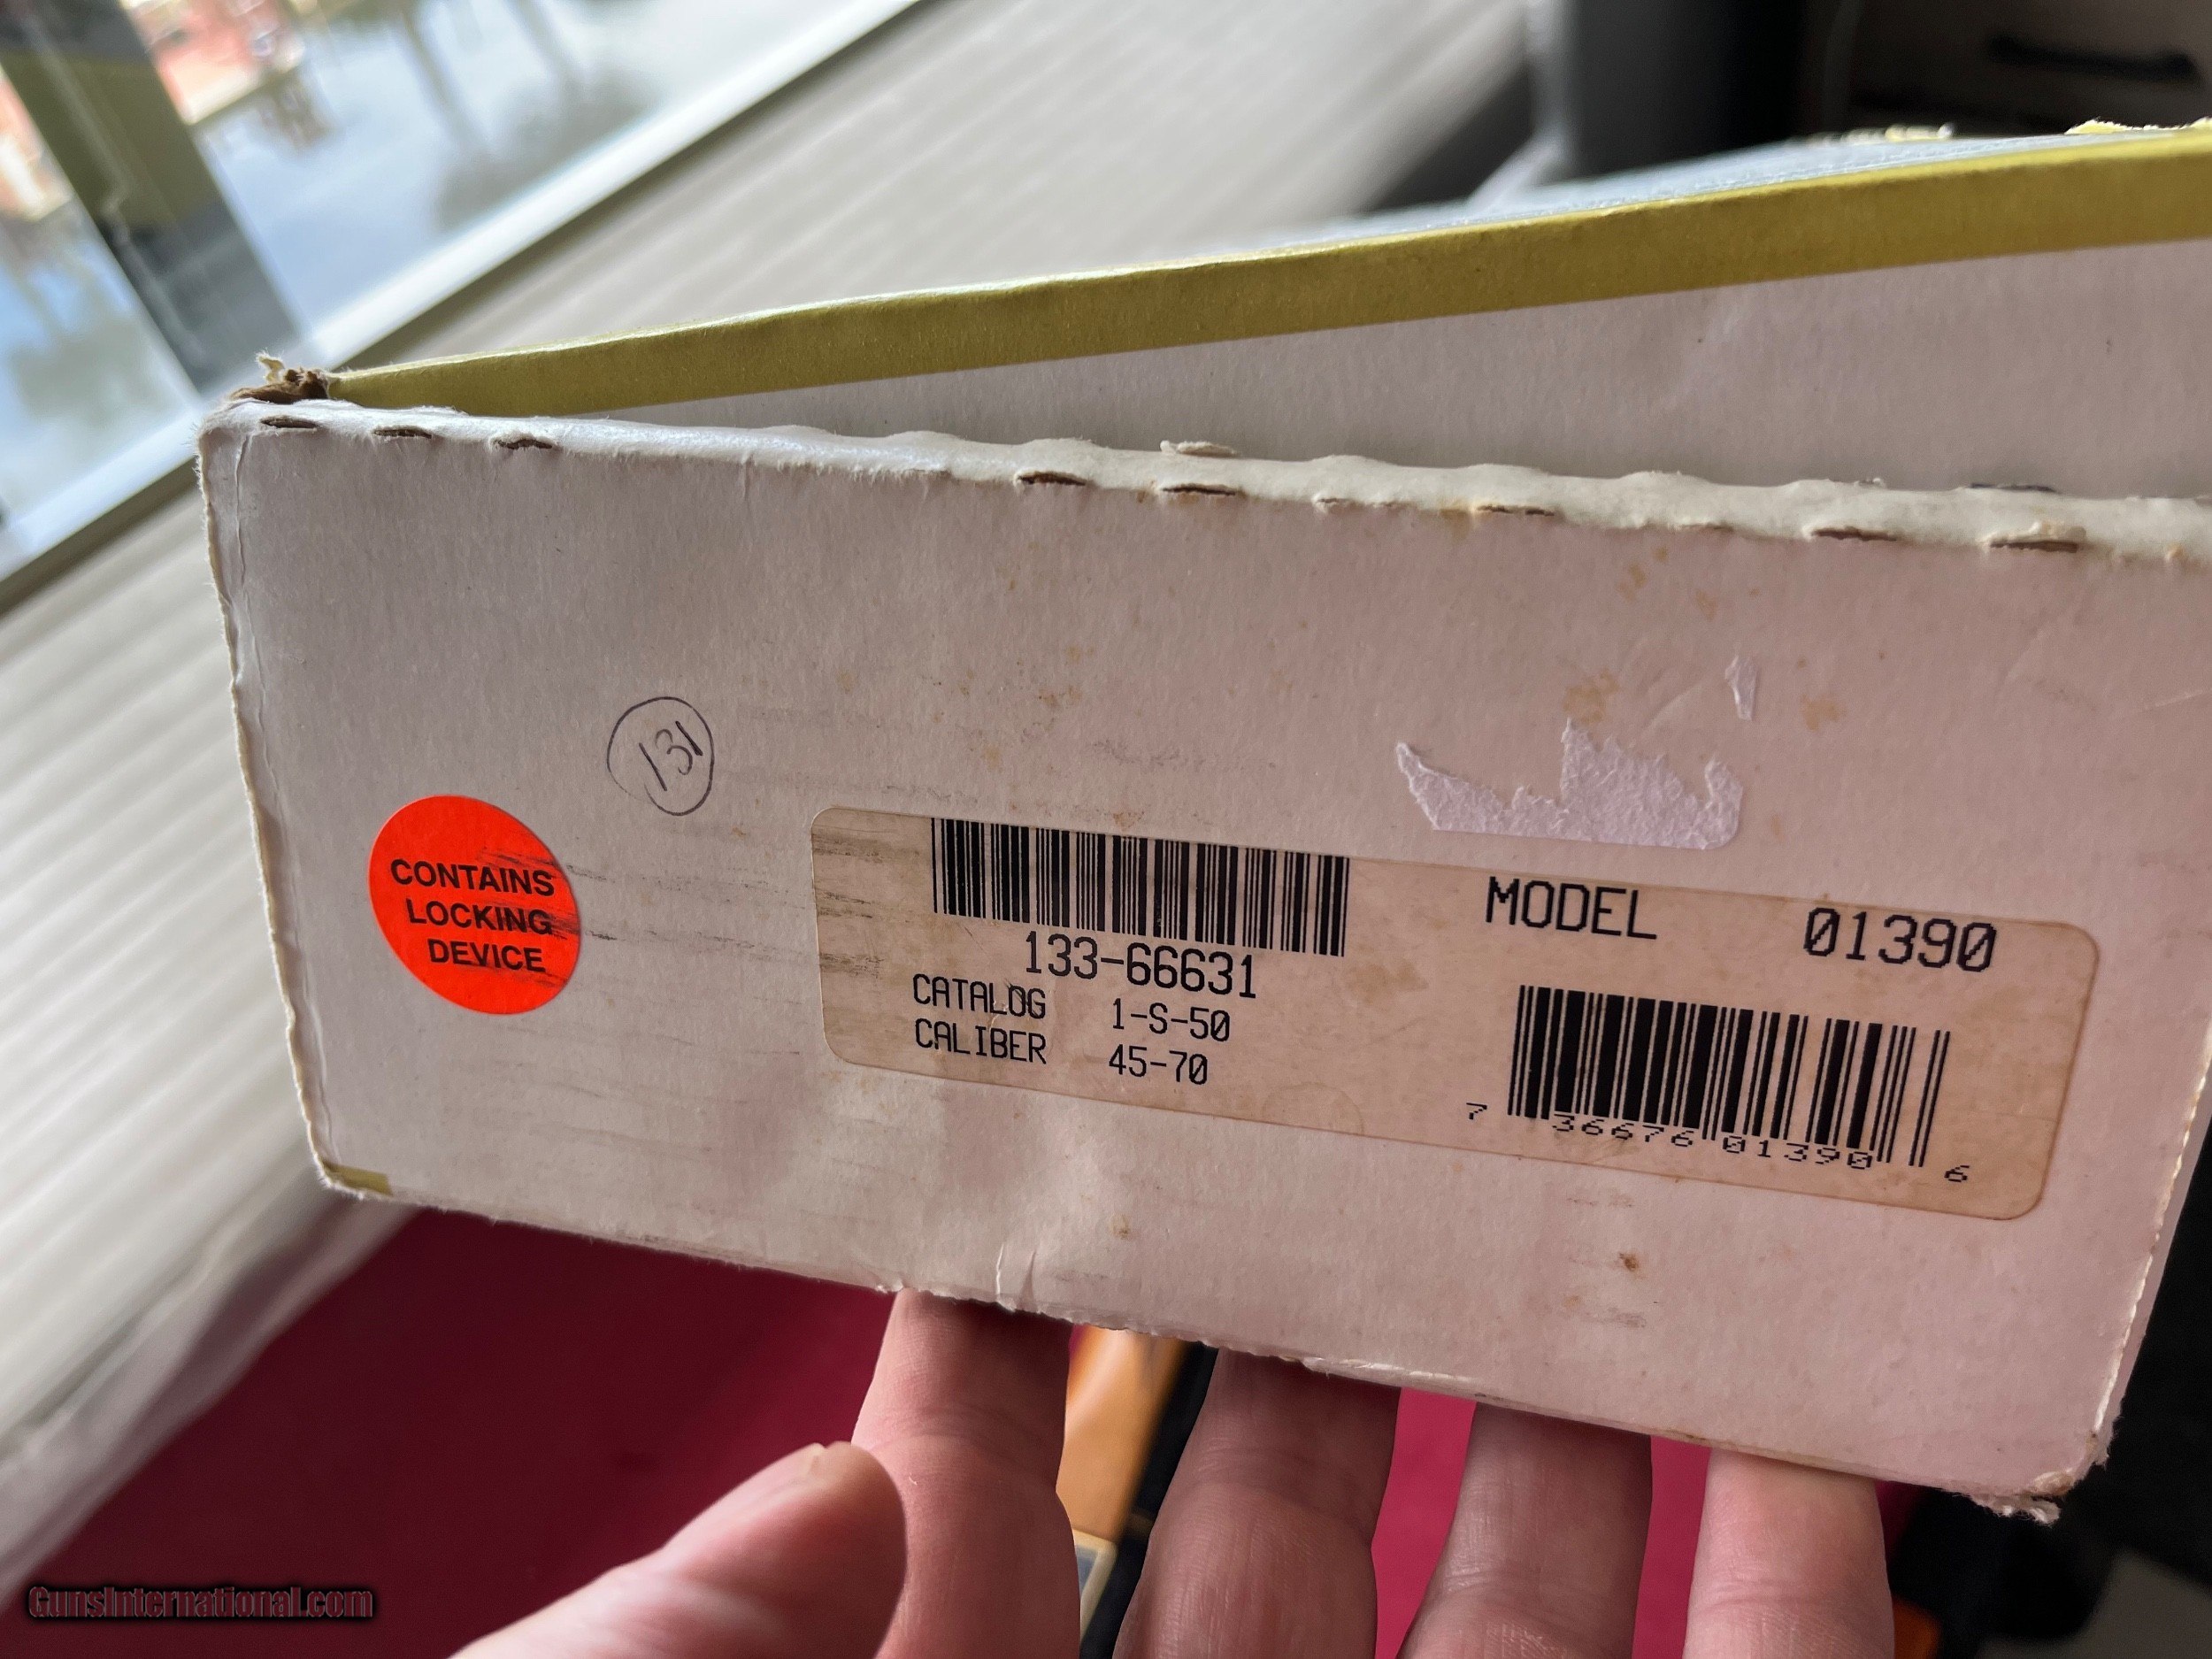 131
CONTAINS
LOCKING
DEVICE
133-66631
CATALOG 1-S-50
CALIBER 45-70
MODEL 01390
7 36676 01390 6
GunsInternational.com